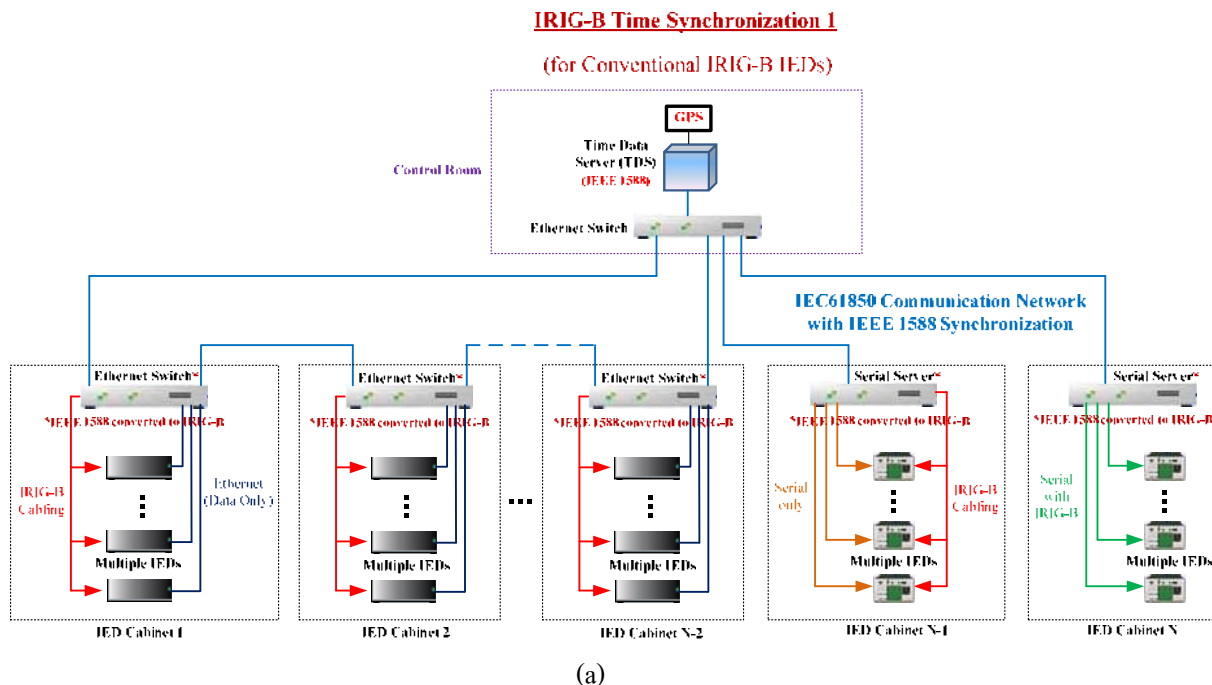 IRIG-B Time Synchronization 1
(for Conventional IRIG-B IEDs)
GPS
Time Data
Server (TDS)
(IEEE 1588)
Control Room
Ethernet Switch
IEC61850 Communication Network
with IEEE 1588 Synchronization
Ethernet Switch*
*IEEE 1588 converted to IRIG-B
IRIG-B
Cabling
Ethernet
(Data Only)
Multiple IEDs
IED Cabinet 1
Ethernet Switch*
*IEEE 1588 converted to IRIG-B
Multiple IEDs
IED Cabinet 2
Ethernet Switch*
*IEEE 1588 converted to IRIG-B
Multiple IEDs
IED Cabinet N-2
Serial Server*
*IEEE 1588 converted to IRIG-B
Serial
only
IRIG-B
Cabling
Multiple IEDs
IED Cabinet N-1
Serial Server*
*IEEE 1588 converted to IRIG-B
Serial
with
IRIG-B
Multiple IEDs
IED Cabinet N
(a)